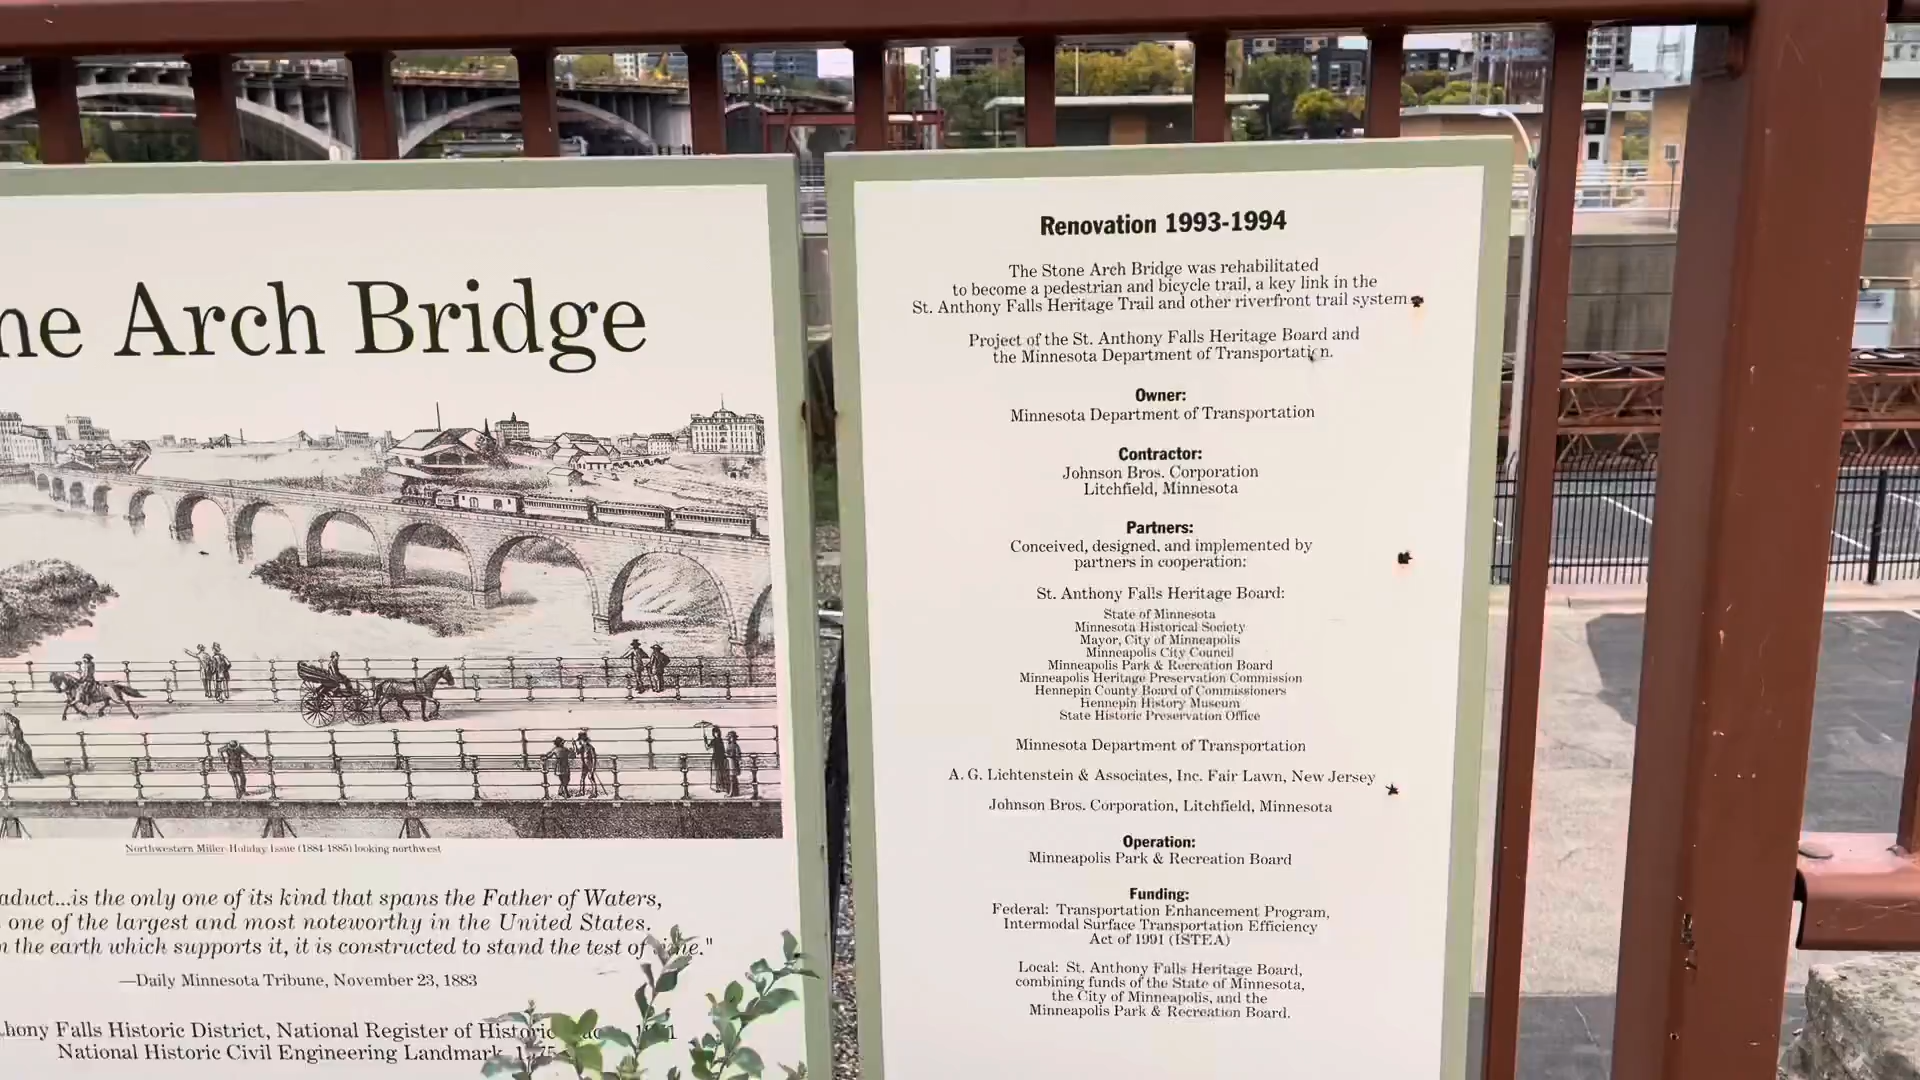 ne Arch Bridge
Northwestern Miller Holiday Issue (1884-1885) looking northwest
aduct...is the only one of its kind that spans the Father of Waters,
one of the largest and most noteworthy in the United States.
n the earth which supports it, it is constructed to stand the test of
—Daily Minnesota Tribune, November 23, 1883
hony Falls Historic District, National Register of Historic
National Historic Civil Engineering Landmark,
Renovation 1993-1994
The Stone Arch Bridge was rehabilitated
to become a pedestrian and bicycle trail, a key link in the
St. Anthony Falls Heritage Trail and other riverfront trail system
Project of the St. Anthony Falls Heritage Board and
the Minnesota Department of Transportation.
Owner:
Minnesota Department of Transportation
Contractor:
Johnson Bros. Corporation
Litchfield, Minnesota
Partners:
Conceived, designed, and implemented by
partners in cooperation:
St. Anthony Falls Heritage Board:
State of Minnesota
Minnesota Historical Society
Mayor, City of Minneapolis
Minneapolis City Council
Minneapolis Park & Recreation Board
Minneapolis Heritage Preservation Commission
Hennepin County Board of Commissioners
Hennepin History Museum
State Historic Preservation Office
Minnesota Department of Transportation
A. G. Lichtenstein & Associates, Inc. Fair Lawn, New Jersey
Johnson Bros. Corporation, Litchfield, Minnesota
Operation:
Minneapolis Park & Recreation Board
Funding:
Federal: Transportation Enhancement Program,
Intermodal Surface Transportation Efficiency
Act of 1991 (ISTEA)
Local: St. Anthony Falls Heritage Board,
combining funds of the State of Minnesota,
the City of Minneapolis, and the
Minneapolis Park & Recreation Board.